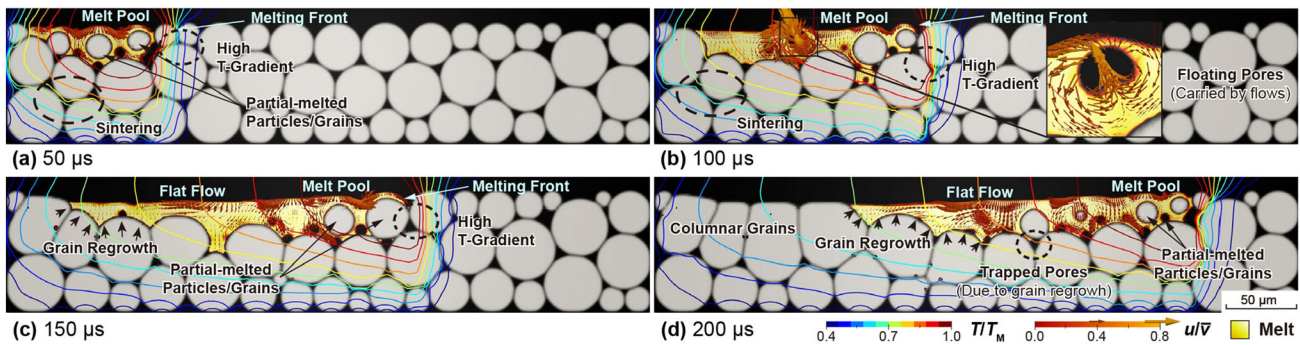 Melt Pool
Melting Front
High
T-Gradient
Partial-melted
Particles/Grains
Sintering
(a) 50 µs
Melt Pool
Melting Front
High
T-Gradient
Floating Pores
(Carried by flows)
Sintering
(b) 100 µs
Flat Flow
Melt Pool
Melting Front
High
T-Gradient
Grain Regrowth
Partial-melted
Particles/Grains
(c) 150 µs
Flat Flow
Melt Pool
Columnar Grains
Grain Regrowth
Trapped Pores
(Due to grain regrowh)
Partial-melted
Particles/Grains
50 µm
(d) 200 µs
0.4 0.7 1.0 T/TM
0.0 0.4 0.8 u/v̅
Melt